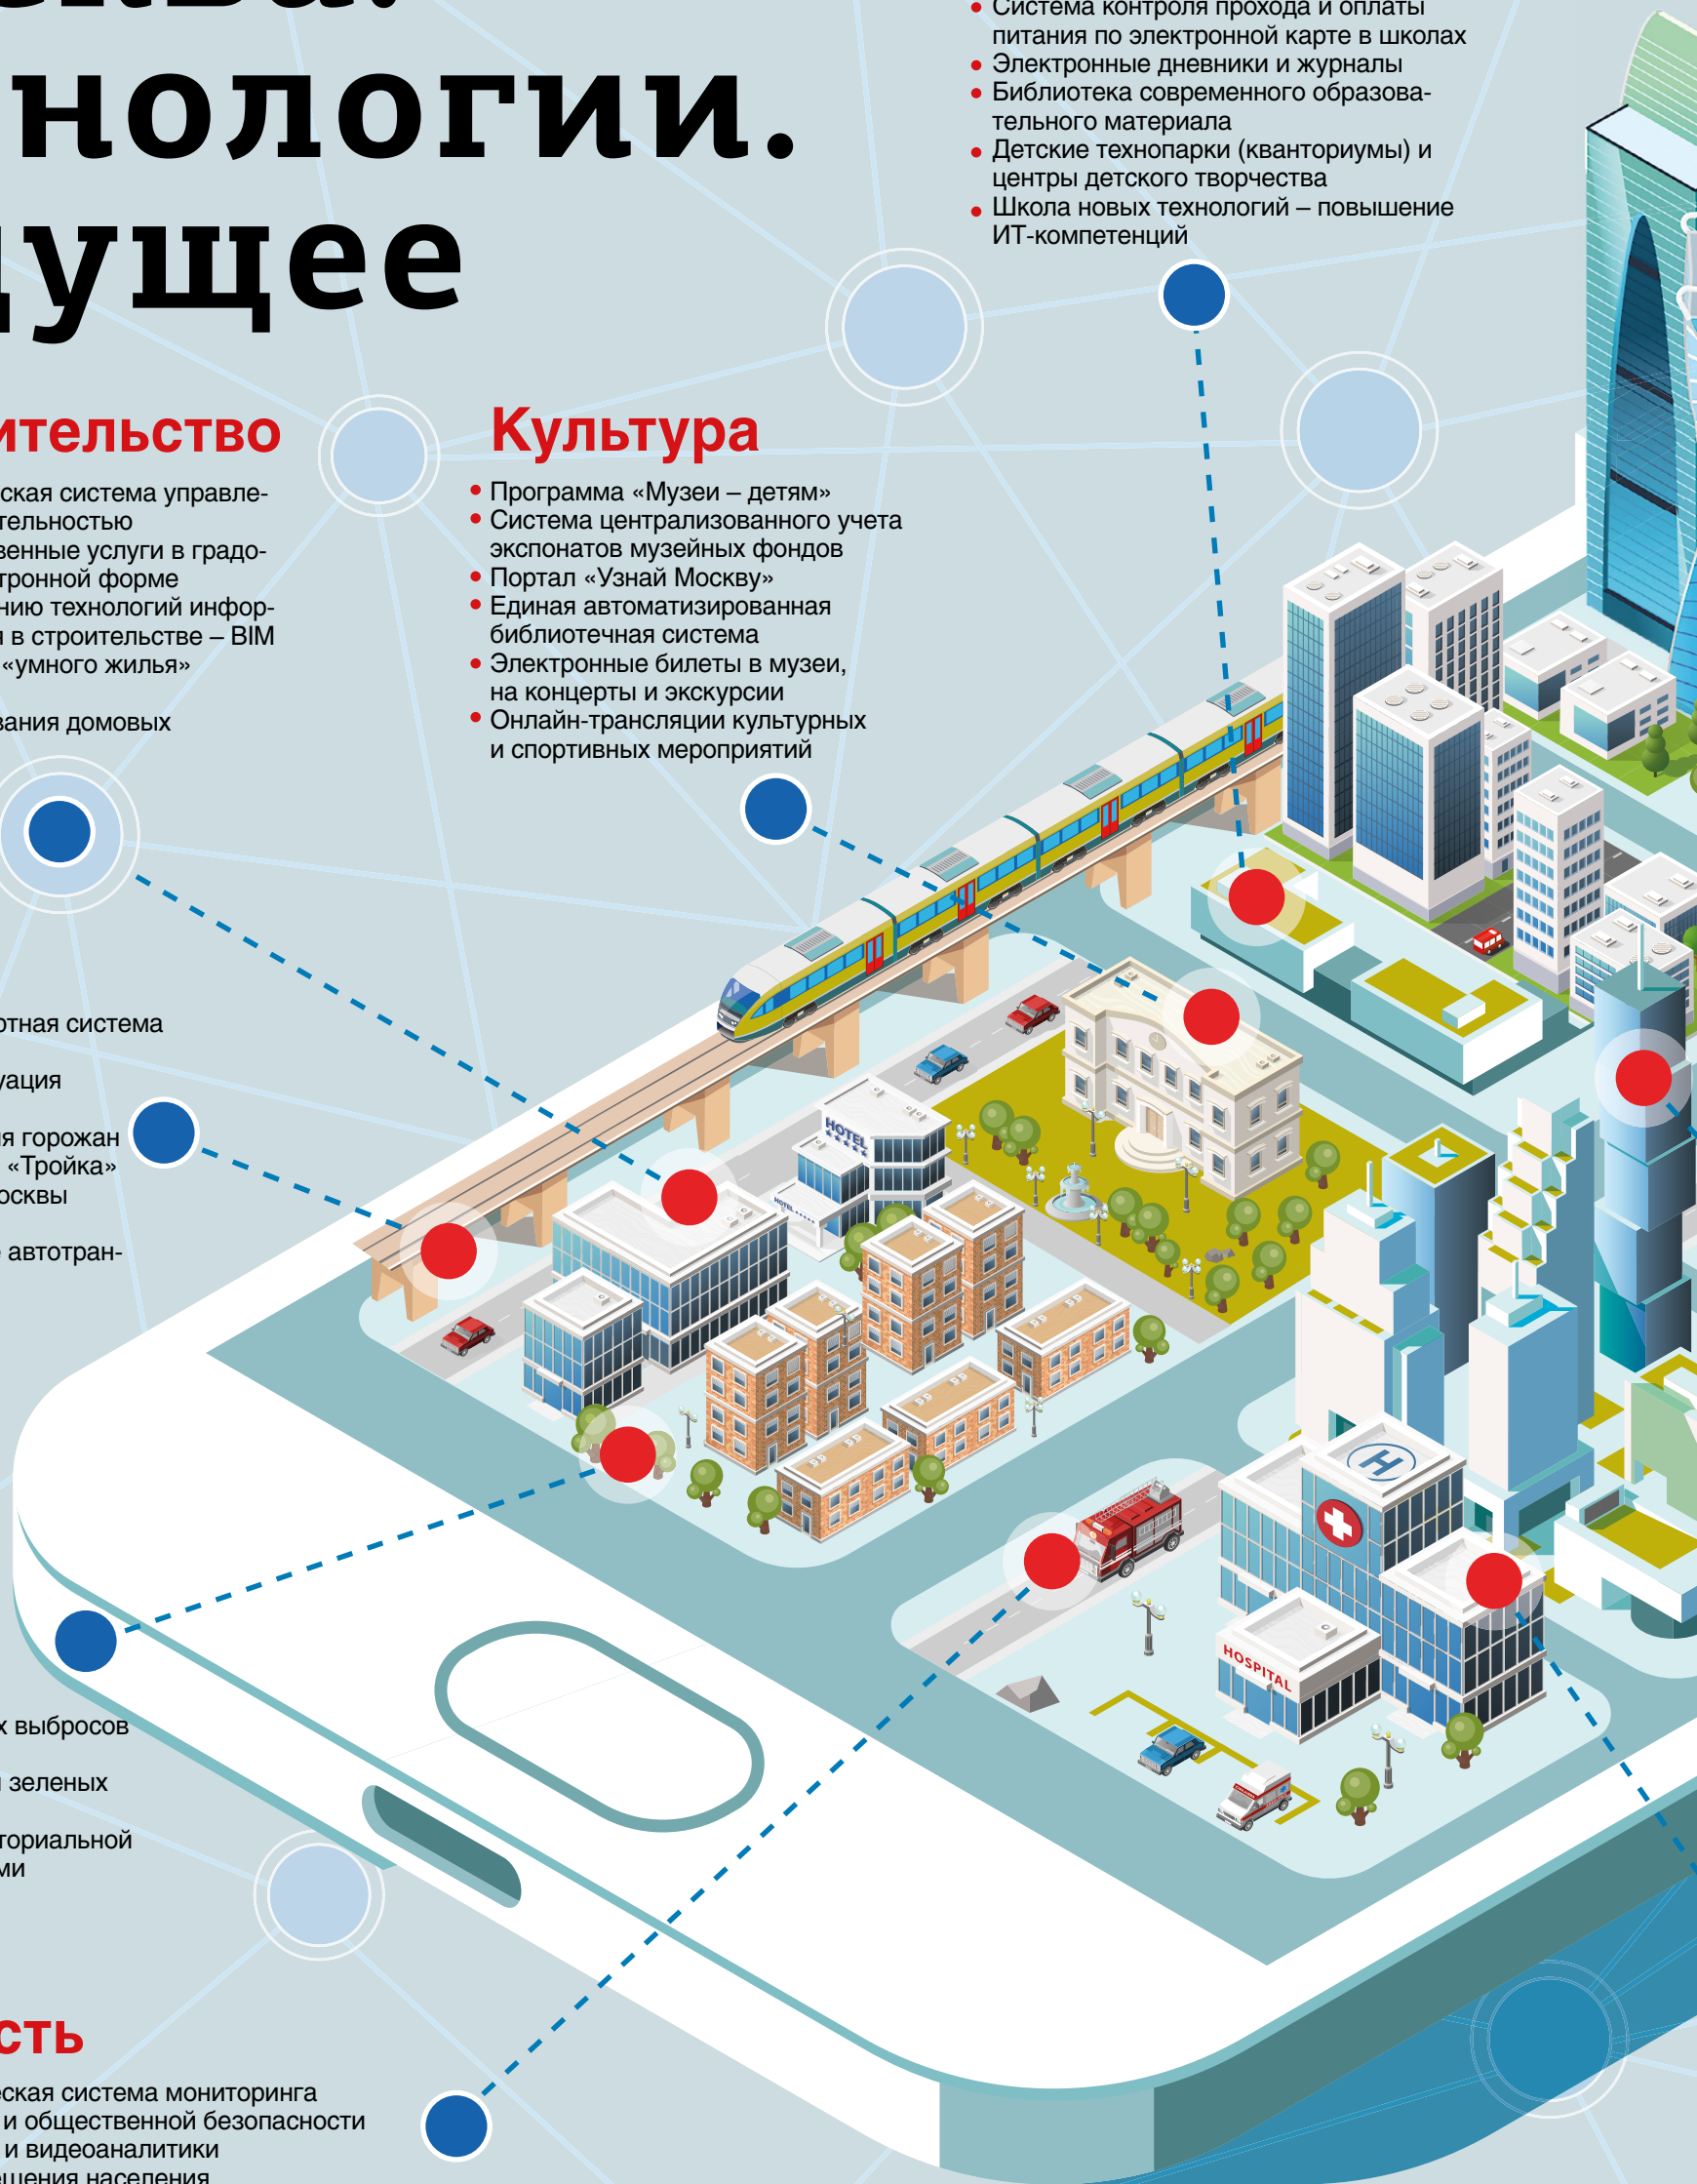 нологии.
дущее
Система контроля прохода и оплаты
питания по электронной карте в школах
Электронные дневники и журналы
Библиотека современного образова-
тельного материала
Детские технопарки (кванториумы) и
центры детского творчества
Школа новых технологий – повышение
ИТ-компетенций
ительство
ская система управле-
тельностью
венные услуги в градо-
тронной форме
нию технологий инфор-
я в строительстве – BIM
«умного жилья»
вания домовых
Культура
Программа «Музеи – детям»
Система централизованного учета
экспонатов музейных фондов
Портал «Узнай Москву»
Единая автоматизированная
библиотечная система
Электронные билеты в музеи,
на концерты и экскурсии
Онлайн-трансляции культурных
и спортивных мероприятий
отная система
уация
ия горожан
«Тройка»
осквы
е автотран-
HOTEL
HOTEL
H
HOSPITAL
х выбросов
зеленых
ториальной
ми
сть
еская система мониторинга
и общественной безопасности
и видеоаналитики
ещения населения